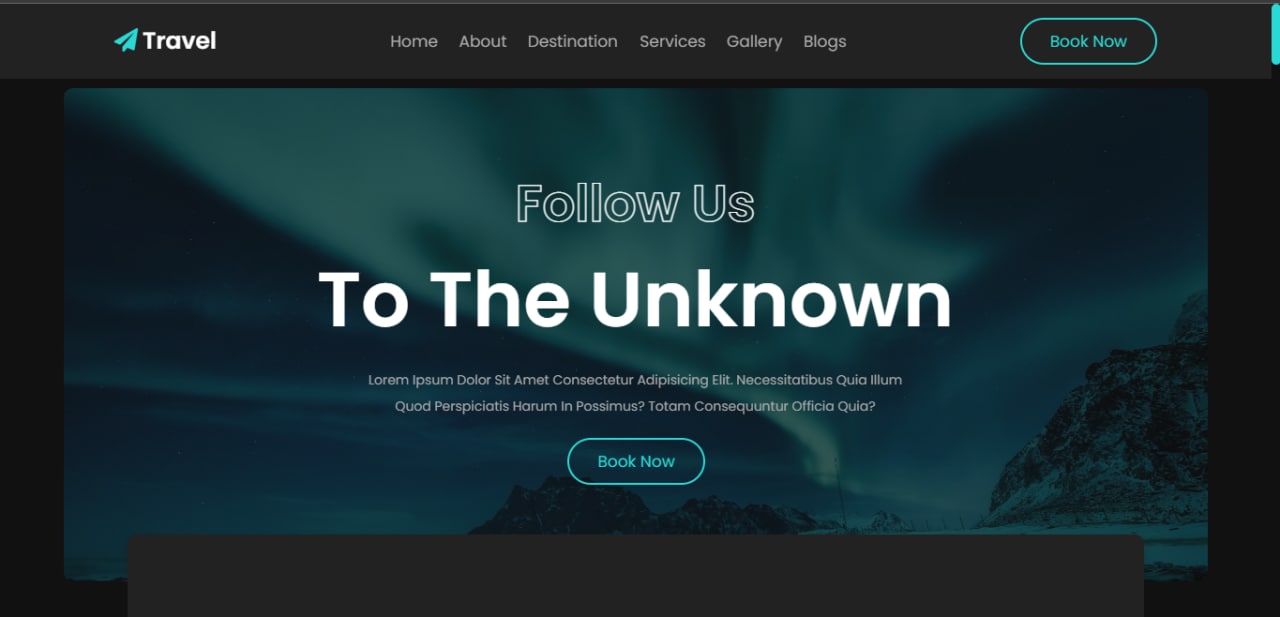 Travel
Home About Destination Services Gallery Blogs
Book Now
Follow Us
To The Unknown
Lorem Ipsum Dolor Sit Amet Consectetur Adipisicing Elit. Necessitatibus Quia Illum
Quod Perspiciatis Harum In Possimus? Totam Consequuntur Officia Quia?
Book Now